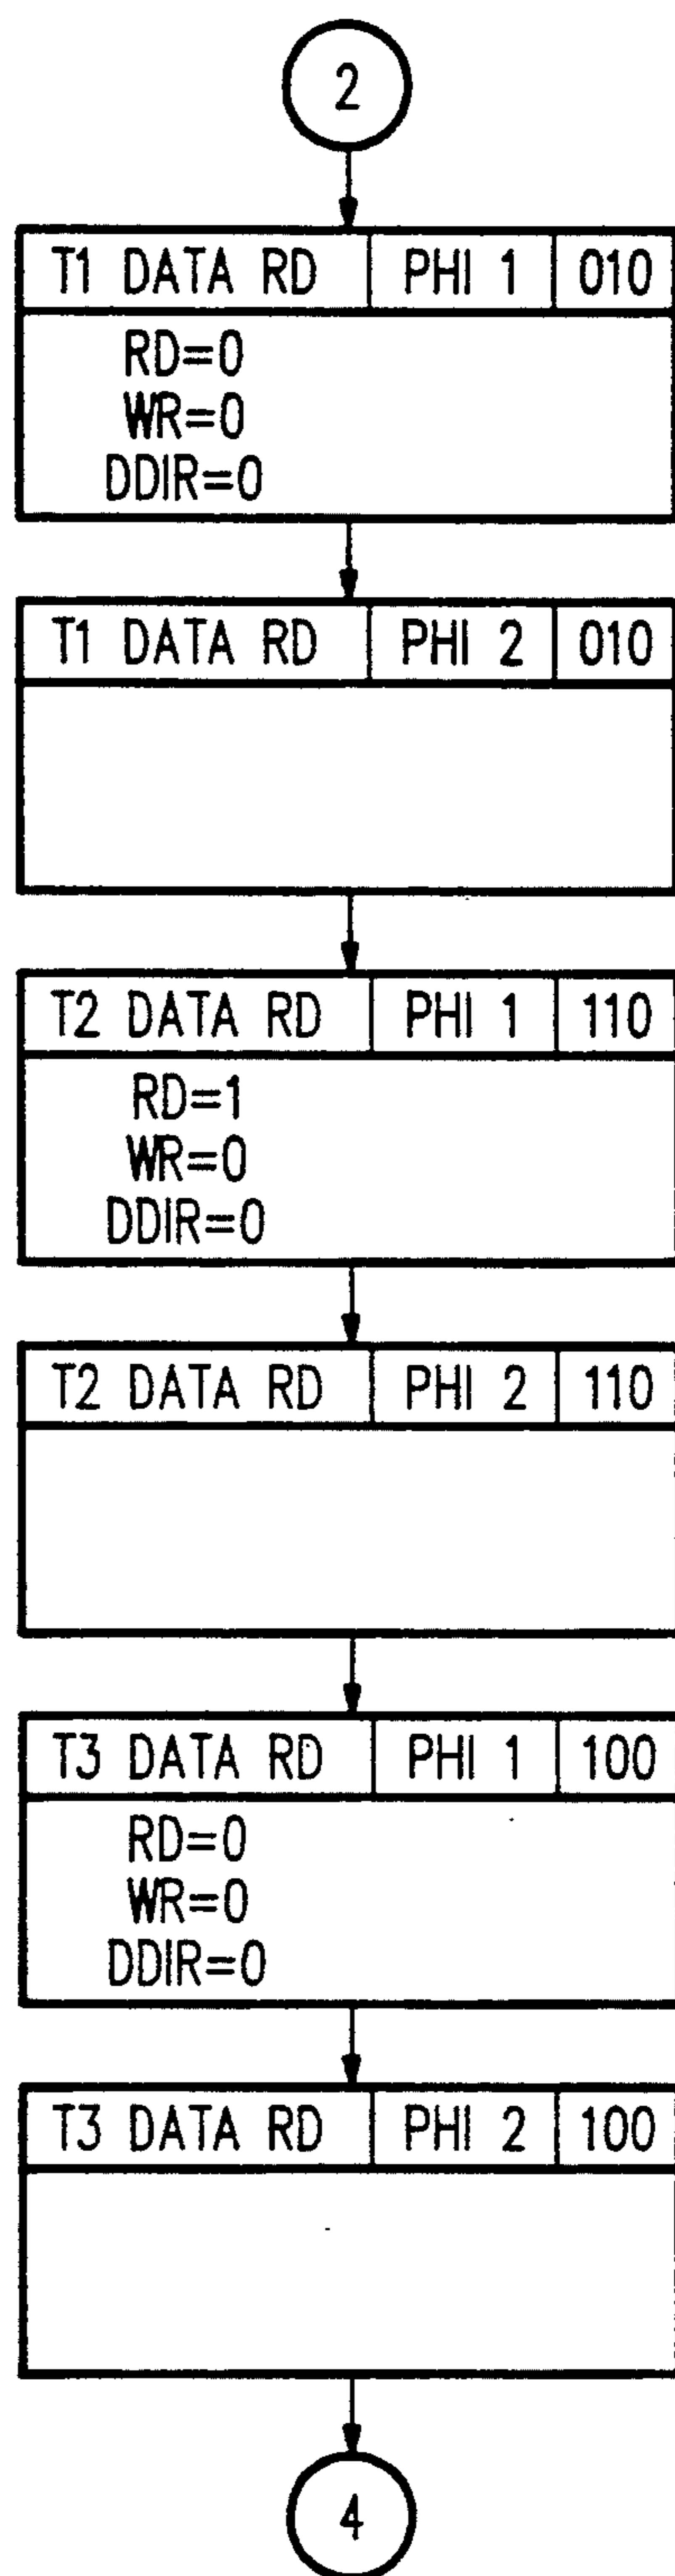 2
T1 DATA RD PHI 1 010
RD=0
WR=0
DDIR=0
T1 DATA RD PHI 2 010
T2 DATA RD PHI 1 110
RD=1
WR=0
DDIR=0
T2 DATA RD PHI 2 110
T3 DATA RD PHI 1 100
RD=0
WR=0
DDIR=0
T3 DATA RD PHI 2 100
4